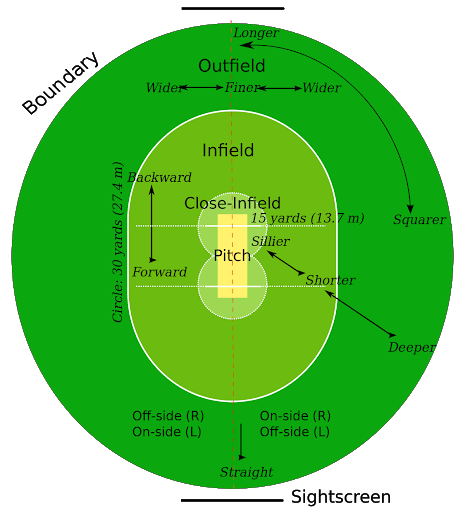 Longer
Boundary
Outfield
Wider
Finer
Wider
Infield
Backward
Circle: 30 yards (27.4 m)
Close-Infield
15 yards (13.7 m)
Squarer
Sillier
Pitch
Forward
Shorter
Deeper
Off-side (R)
On-side (L)
On-side (R)
Off-side (L)
Straight
Sightscreen